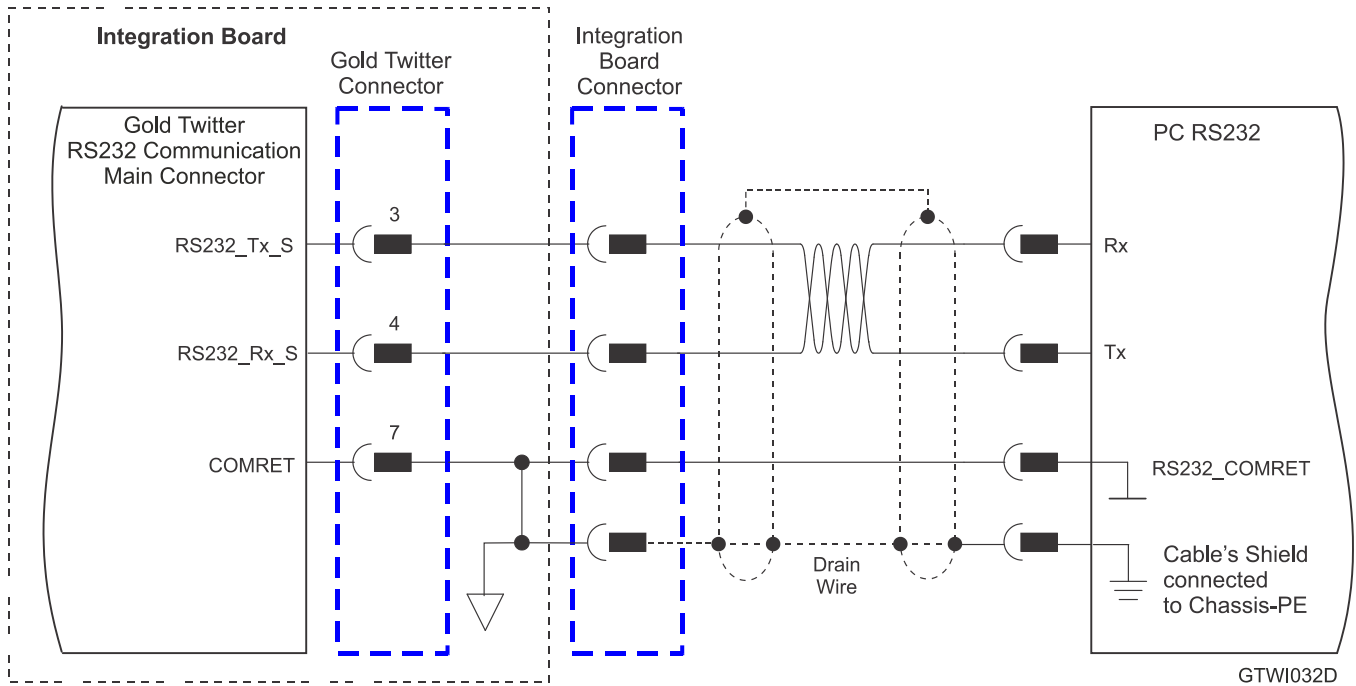 Integration Board
Gold Twitter
Connector
Integration
Board
Connector
Gold Twitter
RS232 Communication
Main Connector
PC RS232
3
RS232_Tx_S
Rx
4
RS232_Rx_S
Tx
7
COMRET
RS232_COMRET
Drain
Wire
Cable's Shield
connected
to Chassis-PE
GTWI032D